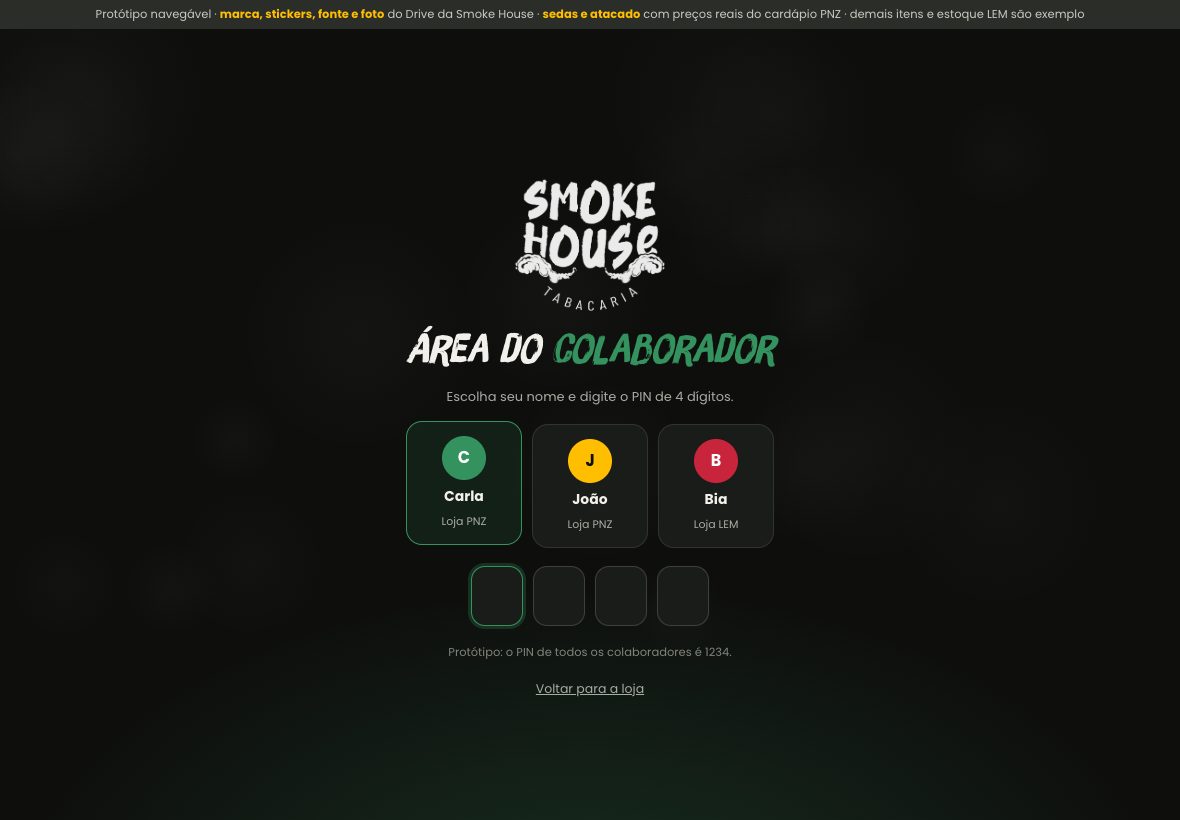 Protótipo navegável · marca, stickers, fonte e foto do Drive da Smoke House · sedas e atacado com preços reais do cardápio PNZ · demais itens e estoque LEM são exemplo
SMOKE
HOUSE
TABACARIA
ÁREA DO COLABORADOR
Escolha seu nome e digite o PIN de 4 dígitos.
C J B
Carla João Bia
Loja PNZ Loja PNZ Loja LEM
Protótipo: o PIN de todos os colaboradores é 1234.
Voltar para a loja